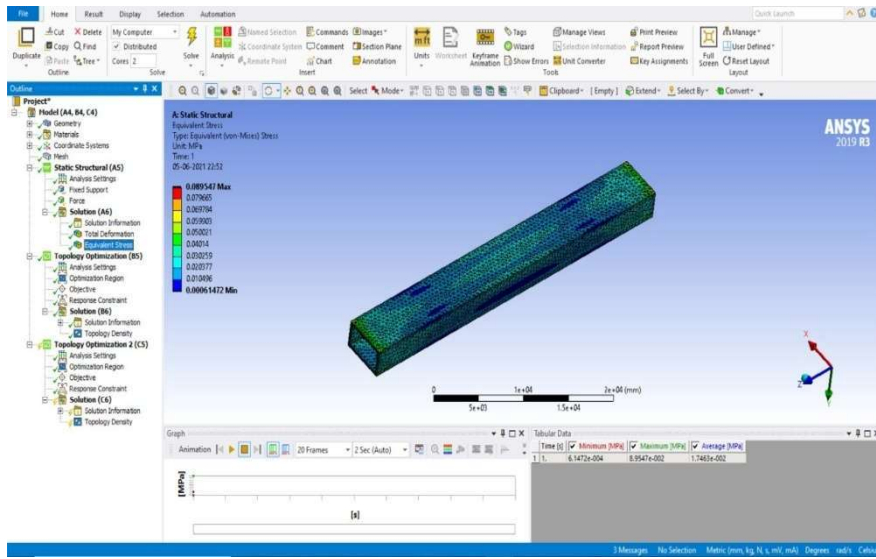 File Home Result Display Selection Automation Quick Launch
Duplicate
Cut X Delete
Copy Find
Paste Tree
Outline
My Computer
Distributed
Cores 2
Solve
Solve
Analysis
Named Selection
Coordinate System
Remote Point
Commands
Comment
Chart
Images
Section Plane
Annotation
Insert
mft
Units
Worksheet
Keyframe
Animation
Tags
Wizard
Show Errors
Manage Views
Selection Information
Unit Converter
Print Preview
Report Preview
Key Assignments
Tools
Full
Screen
Manage
User Defined
Reset Layout
Layout
Outline
Select Mode Clipboard [ Empty ] Extend Select By Convert
Project*
Model (A4, B4, C4)
Geometry
Materials
Coordinate Systems
Mesh
Static Structural (A5)
Analysis Settings
Fixed Support
Force
Solution (A6)
Solution Information
Total Deformation
Equivalent Stress
Topology Optimization (B5)
Analysis Settings
Optimization Region
Objective
Response Constraint
Solution (B6)
Solution Information
Topology Density
Topology Optimization 2 (C5)
Analysis Settings
Optimization Region
Objective
Response Constraint
Solution (C6)
Solution Information
Topology Density
A: Static Structural
Equivalent Stress
Type: Equivalent (von-Mises) Stress
Unit: MPa
Time: 1
05-06-2021 22:52
0.089547 Max
0.079665
0.069784
0.059903
0.050021
0.04014
0.030259
0.020377
0.010496
0.00061472 Min
ANSYS
2019 R3
X
Z
Y
0 1e+04 2e+04 (mm)
5e+03 1.5e+04
Graph
Animation 20 Frames 2 Sec (Auto)
[MPa]
[s]
Tabular Data
Time [s] Minimum [MPa] Maximum [MPa] Average [MPa]
1 1. 6.1472e-004 8.9547e-002 1.7463e-002
3 Messages No Selection Metric (mm, kg, N, s, mV, mA) Degrees rad/s Celsi